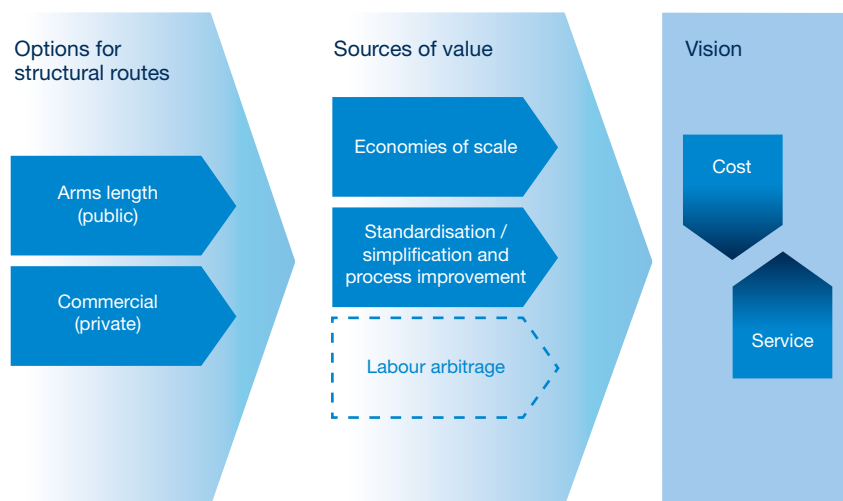 Options for
structural routes
Arms length
(public)
Commercial
(private)
Sources of value
Economies of scale
Standardisation /
simplification and
process improvement
Labour arbitrage
Vision
Cost
Service